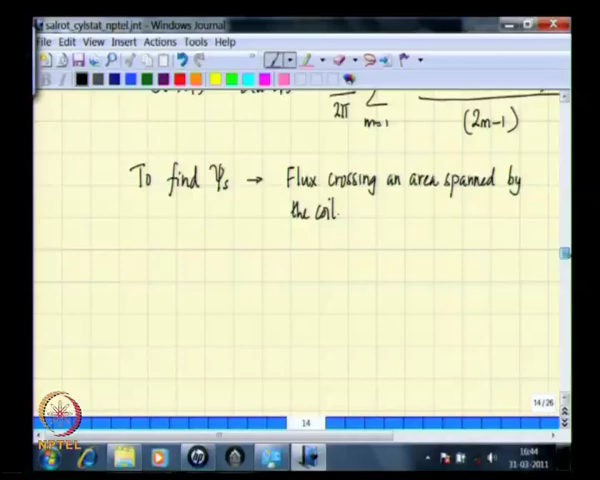 salrot_cylstat_nptel.jnt - Windows Journal
File Edit View Insert Actions Tools Help
2π m=1 (2m-1)
To find Ψs → Flux crossing an area spanned by
the coil.
14/26
14
NPTEL
16:44
31-03-2011